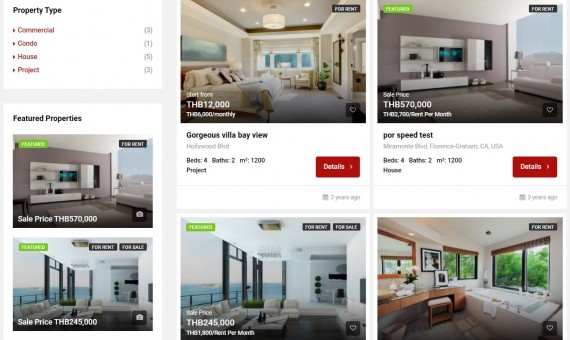 Property Type
Commercial (3)
Condo (1)
House (5)
Project (3)
Featured Properties
FEATURED FOR RENT
Sale Price THB570,000
FEATURED FOR RENT FOR SALE
Sale Price THB245,000
FOR RENT
Start from
THB12,000
THB6,000/monthly
Gorgeous villa bay view
Hollywood Blvd
Beds: 4 Baths: 2 m²: 1200
Project
Details
3 years ago
FEATURED FOR RENT
Sale Price
THB570,000
THB2,700/Rent Per Month
por speed test
Miramonte Blvd, Florence-Graham, CA, USA
Beds: 4 Baths: 2 m²: 1200
House
Details
3 years ago
FEATURED FOR RENT FOR SALE
Sale Price
THB245,000
THB1,800/Rent Per Month
FOR RENT